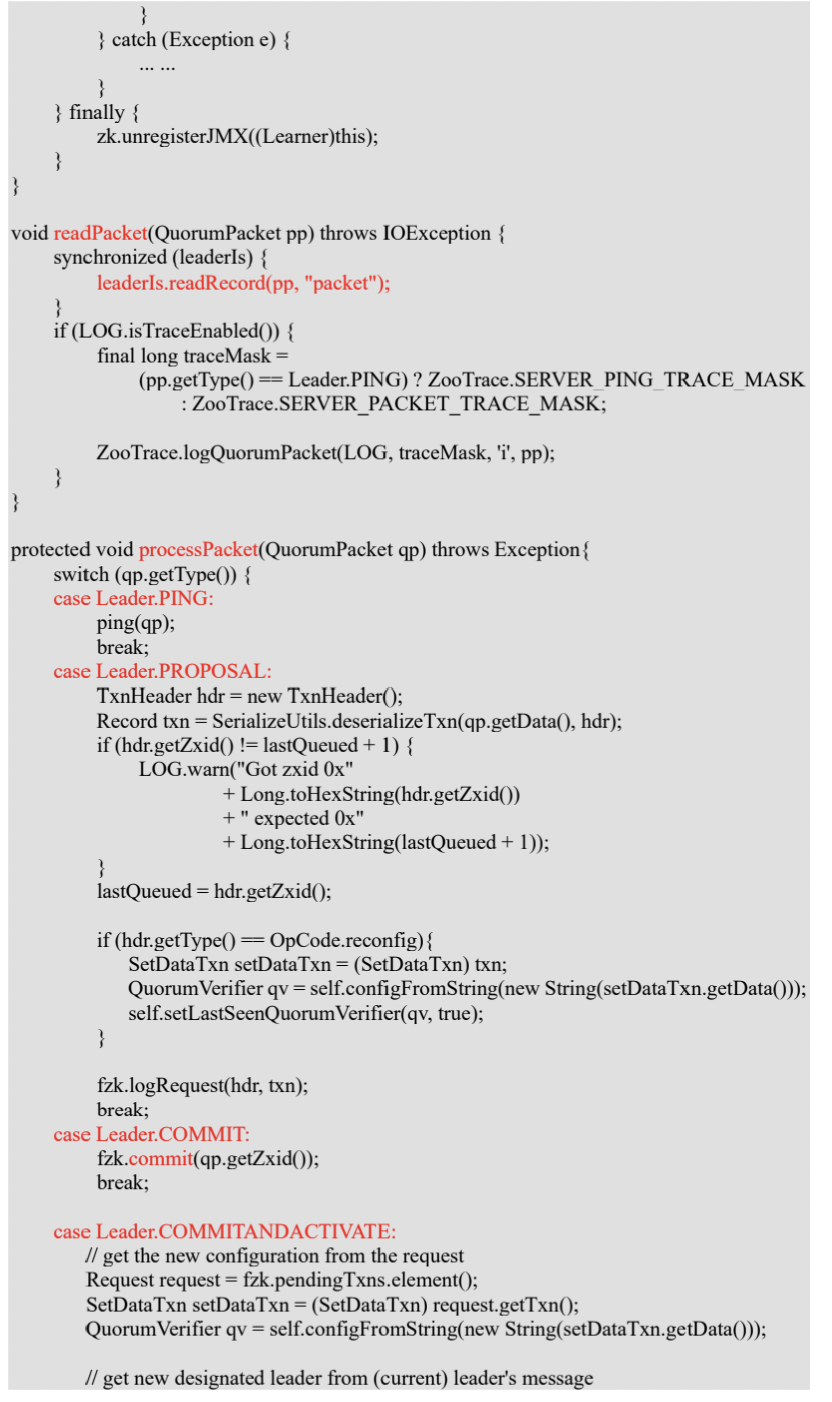 }
} catch (Exception e) {
... ...
}
} finally {
zk.unregisterJMX((Learner)this);
}
}
void readPacket(QuorumPacket pp) throws IOException {
synchronized (leaderIs) {
leaderIs.readRecord(pp, "packet");
}
if (LOG.isTraceEnabled()) {
final long traceMask =
(pp.getType() == Leader.PING) ? ZooTrace.SERVER_PING_TRACE_MASK
: ZooTrace.SERVER_PACKET_TRACE_MASK;
ZooTrace.logQuorumPacket(LOG, traceMask, 'i', pp);
}
}
protected void processPacket(QuorumPacket qp) throws Exception{
switch (qp.getType()) {
case Leader.PING:
ping(qp);
break;
case Leader.PROPOSAL:
TxnHeader hdr = new TxnHeader();
Record txn = SerializeUtils.deserializeTxn(qp.getData(), hdr);
if (hdr.getZxid() != lastQueued + 1) {
LOG.warn("Got zxid 0x"
+ Long.toHexString(hdr.getZxid())
+ " expected 0x"
+ Long.toHexString(lastQueued + 1));
}
lastQueued = hdr.getZxid();
if (hdr.getType() == OpCode.reconfig){
SetDataTxn setDataTxn = (SetDataTxn) txn;
QuorumVerifier qv = self.configFromString(new String(setDataTxn.getData()));
self.setLastSeenQuorumVerifier(qv, true);
}
fzk.logRequest(hdr, txn);
break;
case Leader.COMMIT:
fzk.commit(qp.getZxid());
break;
case Leader.COMMITANDACTIVATE:
// get the new configuration from the request
Request request = fzk.pendingTxns.element();
SetDataTxn setDataTxn = (SetDataTxn) request.getTxn();
QuorumVerifier qv = self.configFromString(new String(setDataTxn.getData()));
// get new designated leader from (current) leader's message